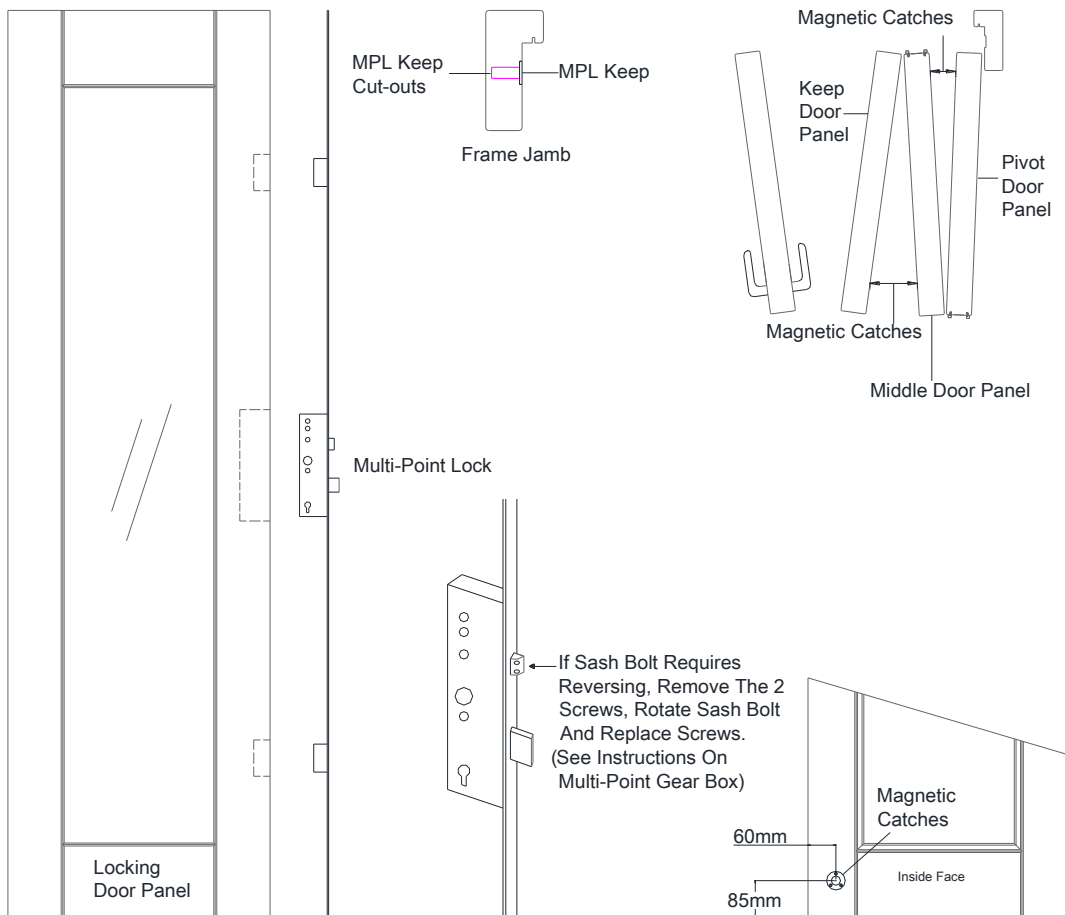 MPL Keep
Cut-outs
MPL Keep
Frame Jamb
Magnetic Catches
Keep
Door
Panel
Pivot
Door
Panel
Magnetic Catches
Middle Door Panel
Multi-Point Lock
If Sash Bolt Requires
Reversing, Remove The 2
Screws, Rotate Sash Bolt
And Replace Screws.
(See Instructions On
Multi-Point Gear Box)
Locking
Door Panel
Magnetic
Catches
60mm
Inside Face
85mm